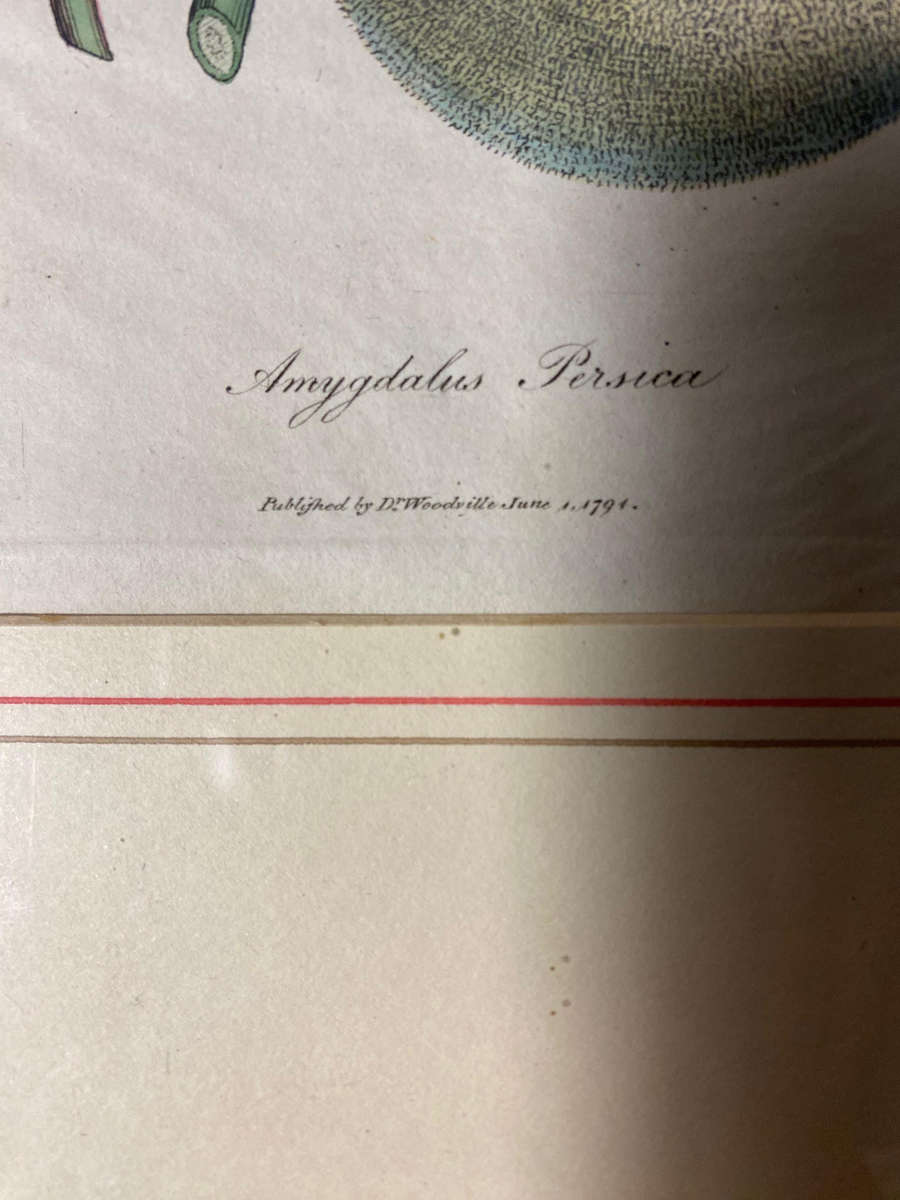 Amygdalus Persica
Publiſhed by Dr. Woodville June 1, 1791.